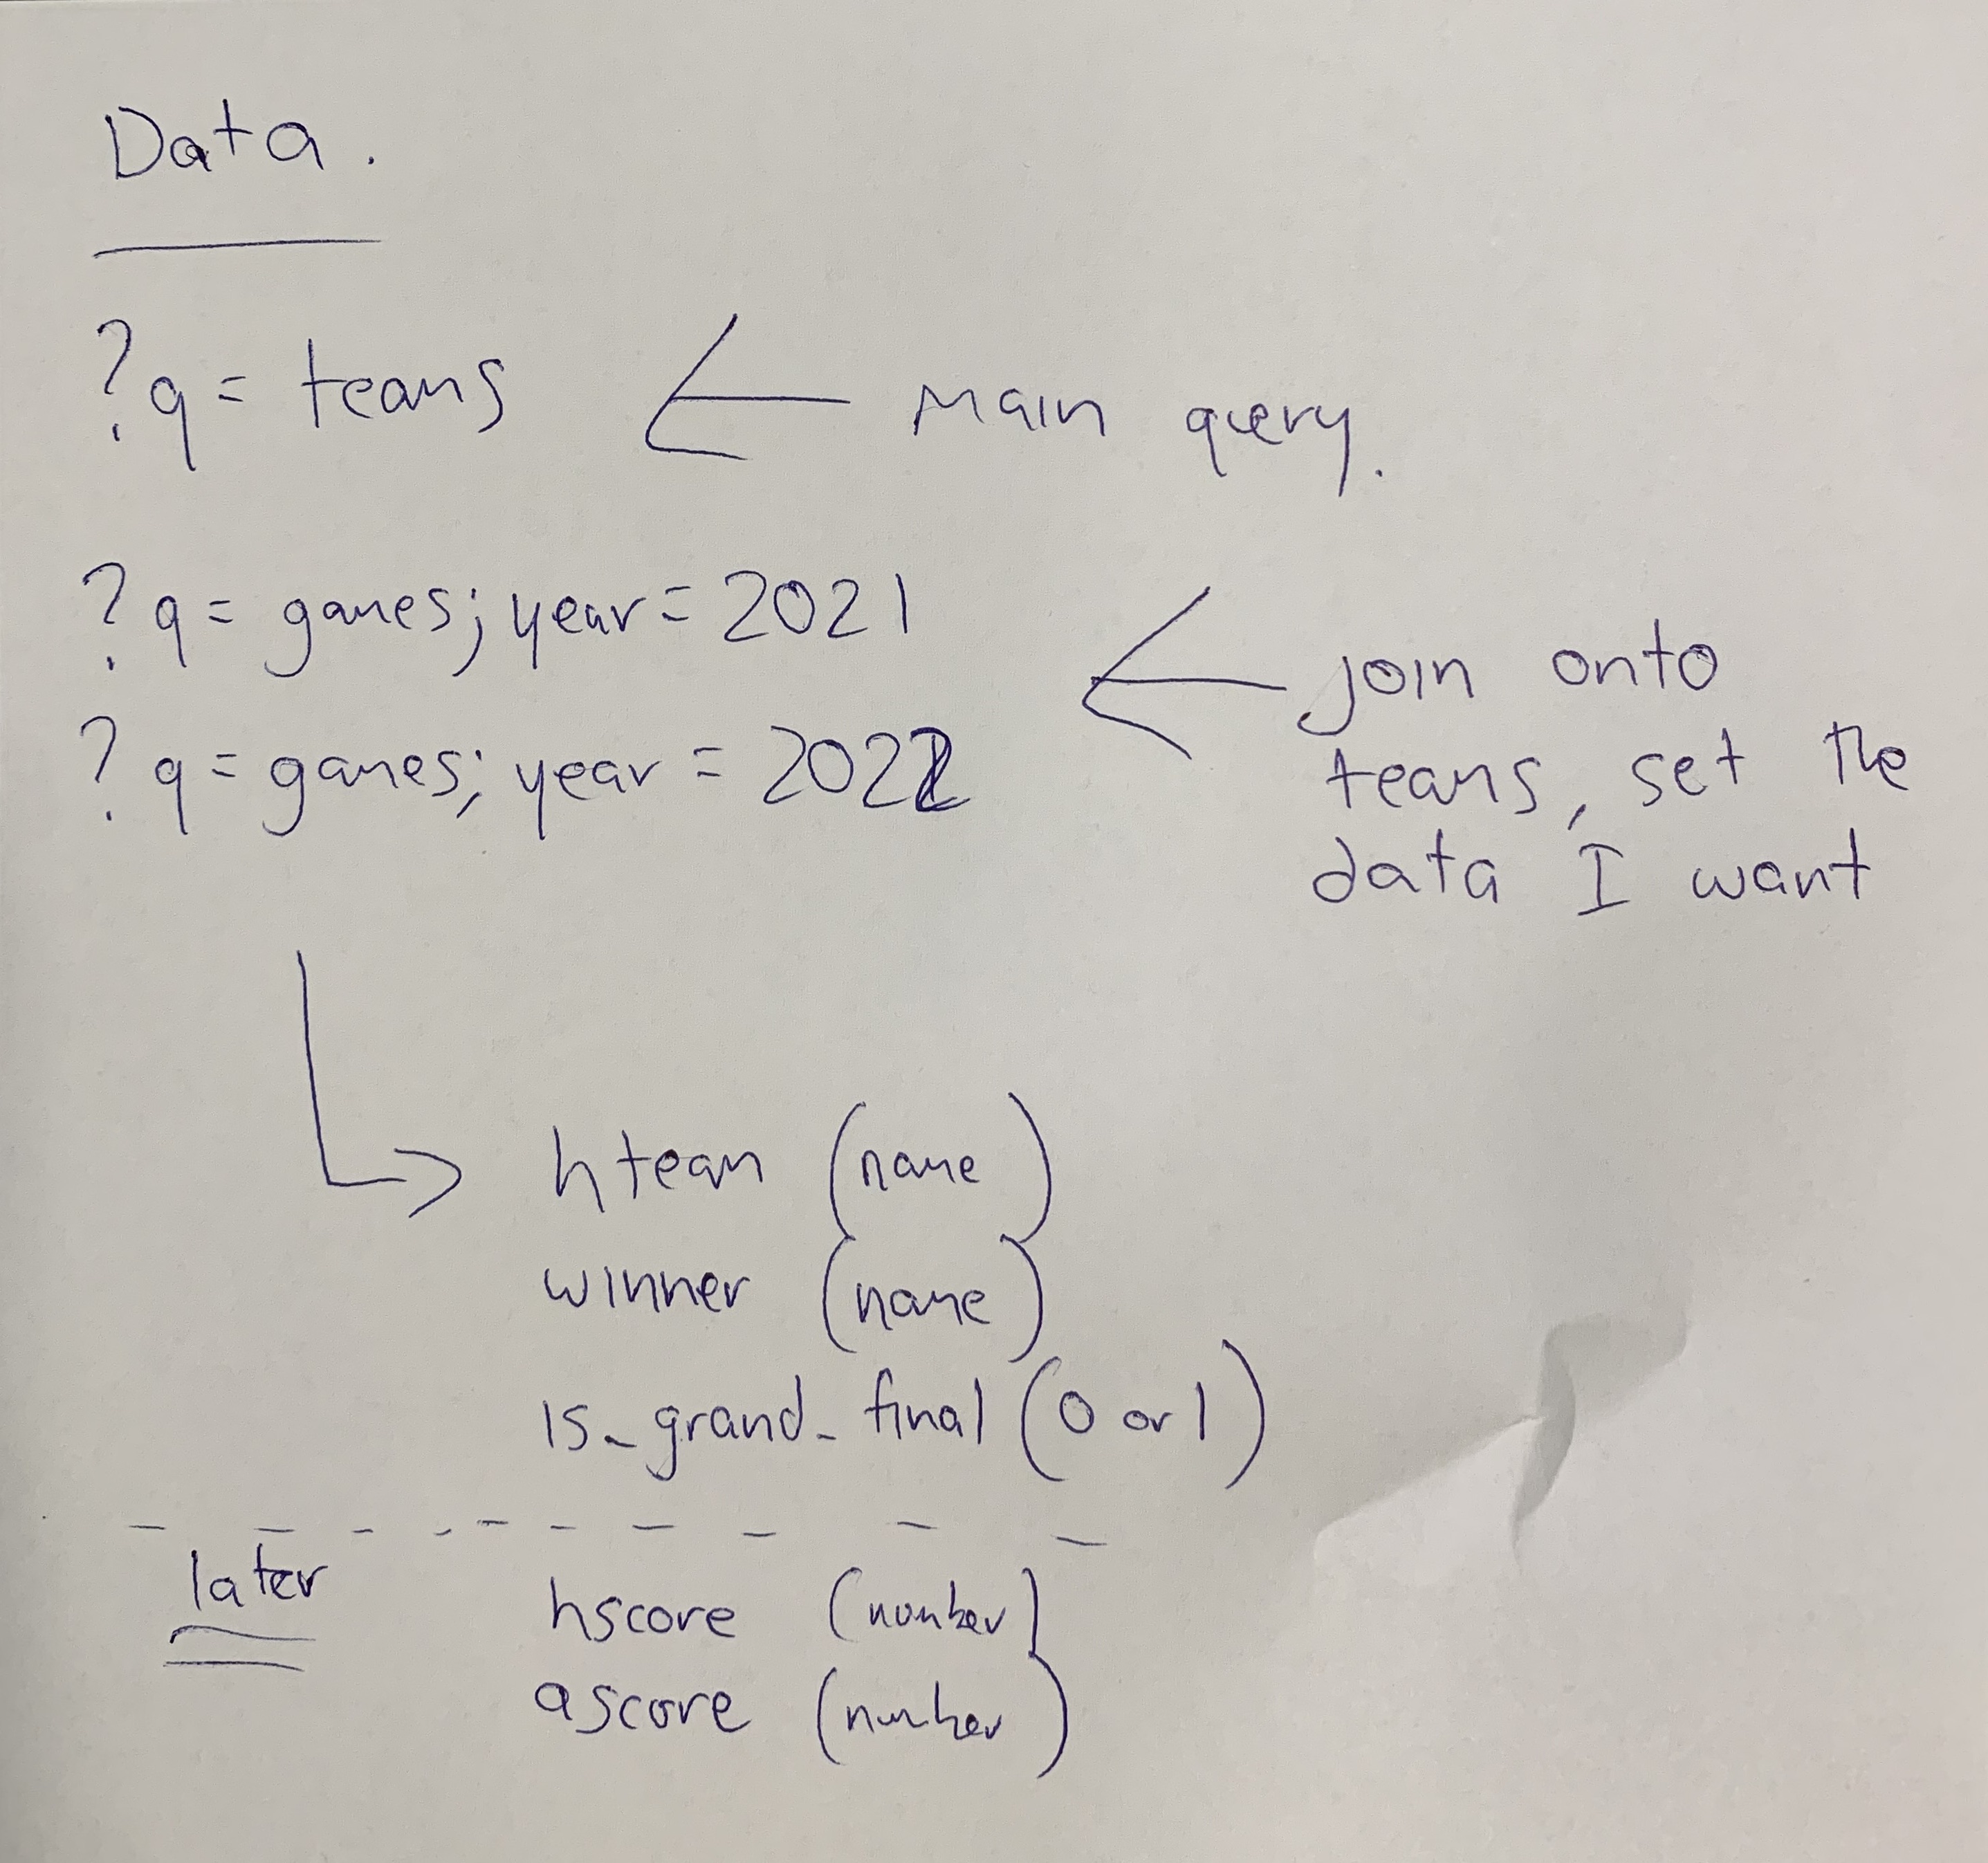 Data.
?q= teams
main query.
?q= games; year= 2021
?q= games; year = 2022
join onto
teams, set the
data I want
hteam (name)
winner (name)
is_grand_final (0 or 1)
later
hscore (number)
ascore (number)